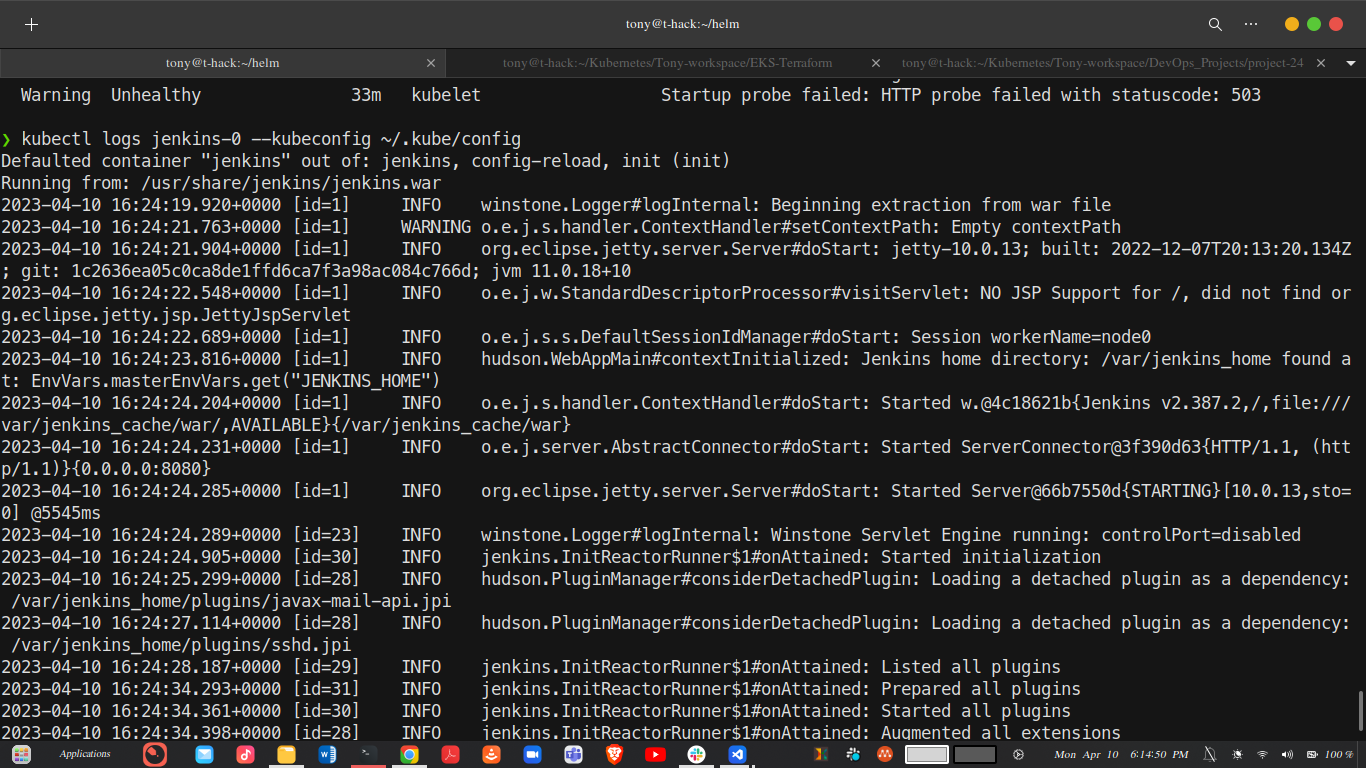 tony@t-hack:~/helm
tony@t-hack:~/helm
tony@t-hack:~/Kubernetes/Tony-workspace/EKS-Terraform
tony@t-hack:~/Kubernetes/Tony-workspace/DevOps_Projects/project-24
Warning  Unhealthy               33m   kubelet                  Startup probe failed: HTTP probe failed with statuscode: 503
❯ kubectl logs jenkins-0 --kubeconfig ~/.kube/config
Defaulted container "jenkins" out of: jenkins, config-reload, init (init)
Running from: /usr/share/jenkins/jenkins.war
2023-04-10 16:24:19.920+0000 [id=1]     INFO    winstone.Logger#logInternal: Beginning extraction from war file
2023-04-10 16:24:21.763+0000 [id=1]     WARNING o.e.j.s.handler.ContextHandler#setContextPath: Empty contextPath
2023-04-10 16:24:21.904+0000 [id=1]     INFO    org.eclipse.jetty.server.Server#doStart: jetty-10.0.13; built: 2022-12-07T20:13:20.134Z
; git: 1c2636ea05c0ca8de1ffd6ca7f3a98ac084c766d; jvm 11.0.18+10
2023-04-10 16:24:22.548+0000 [id=1]     INFO    o.e.j.w.StandardDescriptorProcessor#visitServlet: NO JSP Support for /, did not find or
g.eclipse.jetty.jsp.JettyJspServlet
2023-04-10 16:24:22.689+0000 [id=1]     INFO    o.e.j.s.s.DefaultSessionIdManager#doStart: Session workerName=node0
2023-04-10 16:24:23.816+0000 [id=1]     INFO    hudson.WebAppMain#contextInitialized: Jenkins home directory: /var/jenkins_home found a
t: EnvVars.masterEnvVars.get("JENKINS_HOME")
2023-04-10 16:24:24.204+0000 [id=1]     INFO    o.e.j.s.handler.ContextHandler#doStart: Started w.@4c18621b{Jenkins v2.387.2,/,file:///
var/jenkins_cache/war/,AVAILABLE}{/var/jenkins_cache/war}
2023-04-10 16:24:24.231+0000 [id=1]     INFO    o.e.j.server.AbstractConnector#doStart: Started ServerConnector@3f390d63{HTTP/1.1, (htt
p/1.1)}{0.0.0.0:8080}
2023-04-10 16:24:24.285+0000 [id=1]     INFO    org.eclipse.jetty.server.Server#doStart: Started Server@66b7550d{STARTING}[10.0.13,sto=
0] @5545ms
2023-04-10 16:24:24.289+0000 [id=23]    INFO    winstone.Logger#logInternal: Winstone Servlet Engine running: controlPort=disabled
2023-04-10 16:24:24.905+0000 [id=30]    INFO    jenkins.InitReactorRunner$1#onAttained: Started initialization
2023-04-10 16:24:25.299+0000 [id=28]    INFO    hudson.PluginManager#considerDetachedPlugin: Loading a detached plugin as a dependency:
/var/jenkins_home/plugins/javax-mail-api.jpi
2023-04-10 16:24:27.114+0000 [id=28]    INFO    hudson.PluginManager#considerDetachedPlugin: Loading a detached plugin as a dependency:
/var/jenkins_home/plugins/sshd.jpi
2023-04-10 16:24:28.187+0000 [id=29]    INFO    jenkins.InitReactorRunner$1#onAttained: Listed all plugins
2023-04-10 16:24:34.293+0000 [id=31]    INFO    jenkins.InitReactorRunner$1#onAttained: Prepared all plugins
2023-04-10 16:24:34.361+0000 [id=30]    INFO    jenkins.InitReactorRunner$1#onAttained: Started all plugins
2023-04-10 16:24:34.398+0000 [id=28]    INFO    jenkins.InitReactorRunner$1#onAttained: Augmented all extensions
Applications
Mon Apr 10 6:14:50 PM
100 %